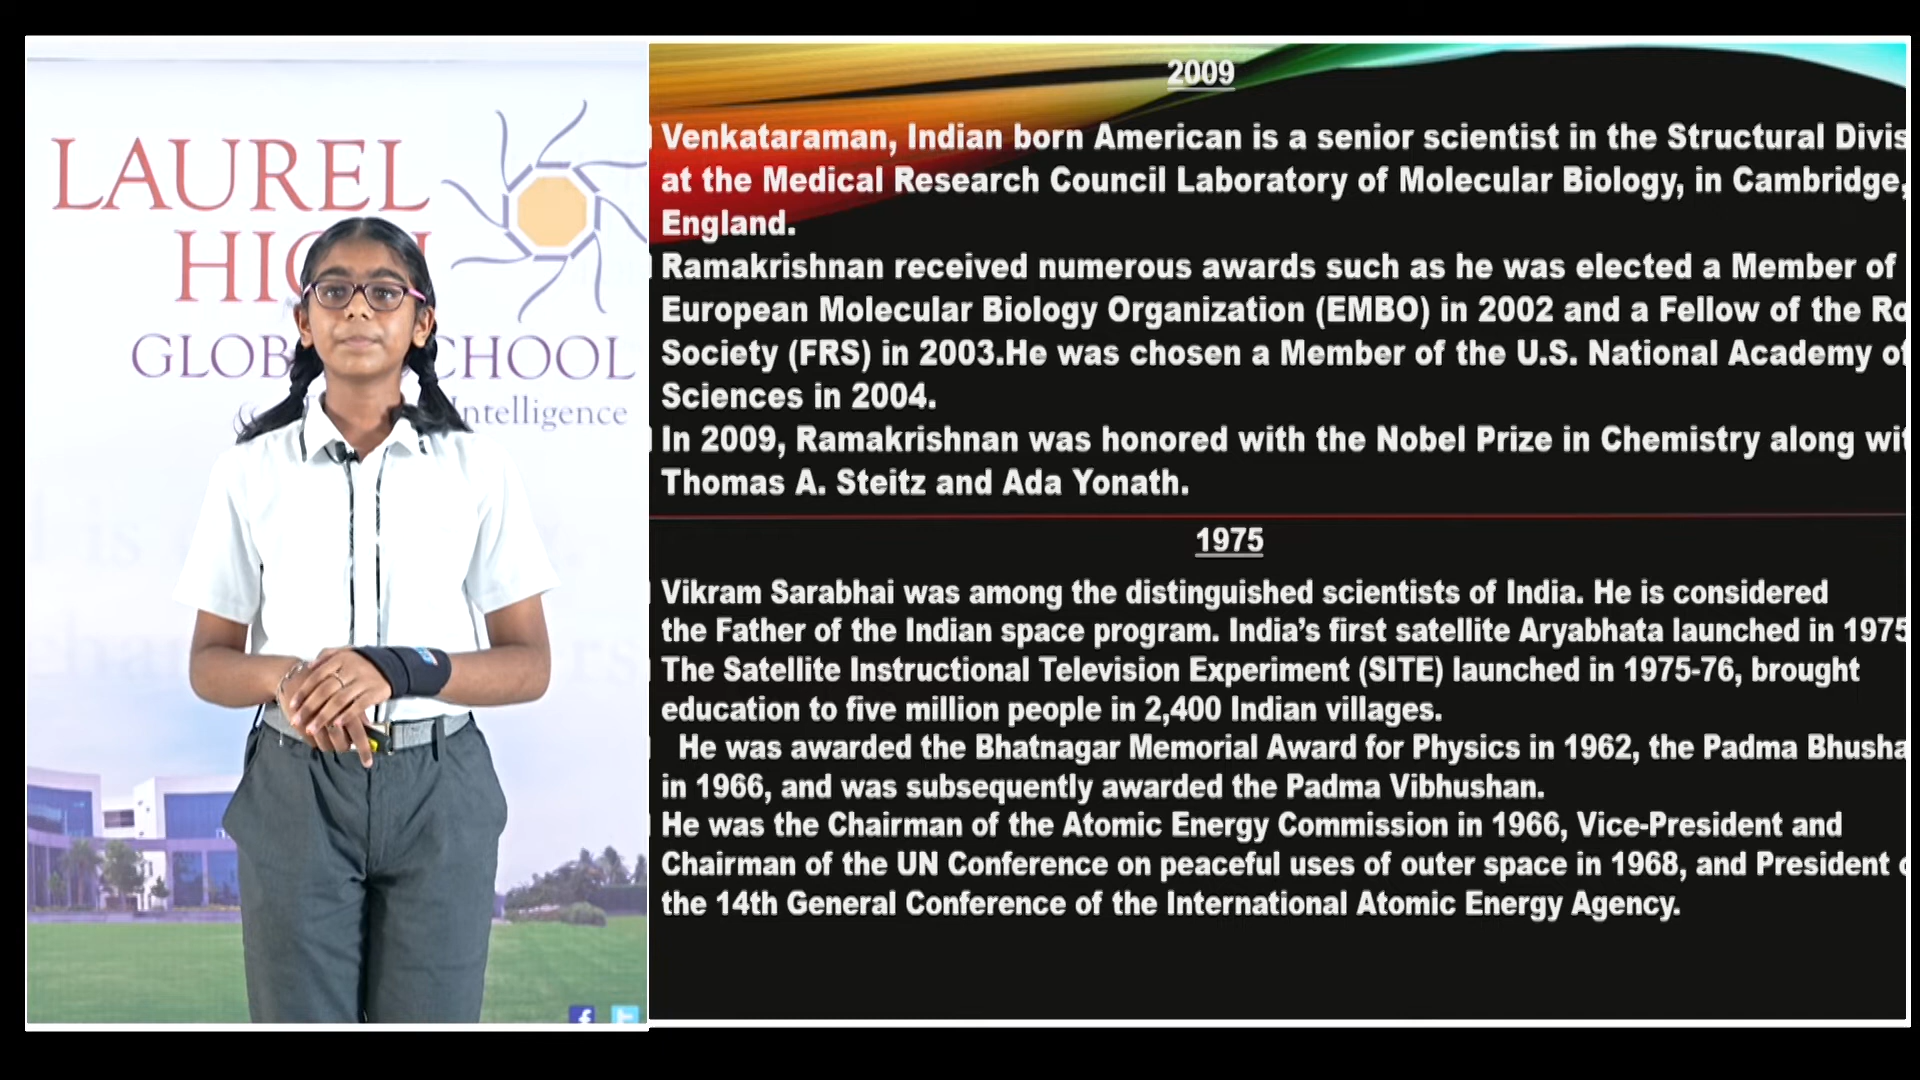 LAUREL
HIGH
GLOB CHOOL
Intelligence
2009
Venkataraman, Indian born American is a senior scientist in the Structural Divis
at the Medical Research Council Laboratory of Molecular Biology, in Cambridge,
England.
Ramakrishnan received numerous awards such as he was elected a Member of
European Molecular Biology Organization (EMBO) in 2002 and a Fellow of the Ro
Society (FRS) in 2003.He was chosen a Member of the U.S. National Academy of
Sciences in 2004.
In 2009, Ramakrishnan was honored with the Nobel Prize in Chemistry along wit
Thomas A. Steitz and Ada Yonath.
1975
Vikram Sarabhai was among the distinguished scientists of India. He is considered
the Father of the Indian space program. India’s first satellite Aryabhata launched in 1975
The Satellite Instructional Television Experiment (SITE) launched in 1975-76, brought
education to five million people in 2,400 Indian villages.
He was awarded the Bhatnagar Memorial Award for Physics in 1962, the Padma Bhusha
in 1966, and was subsequently awarded the Padma Vibhushan.
He was the Chairman of the Atomic Energy Commission in 1966, Vice-President and
Chairman of the UN Conference on peaceful uses of outer space in 1968, and President o
the 14th General Conference of the International Atomic Energy Agency.